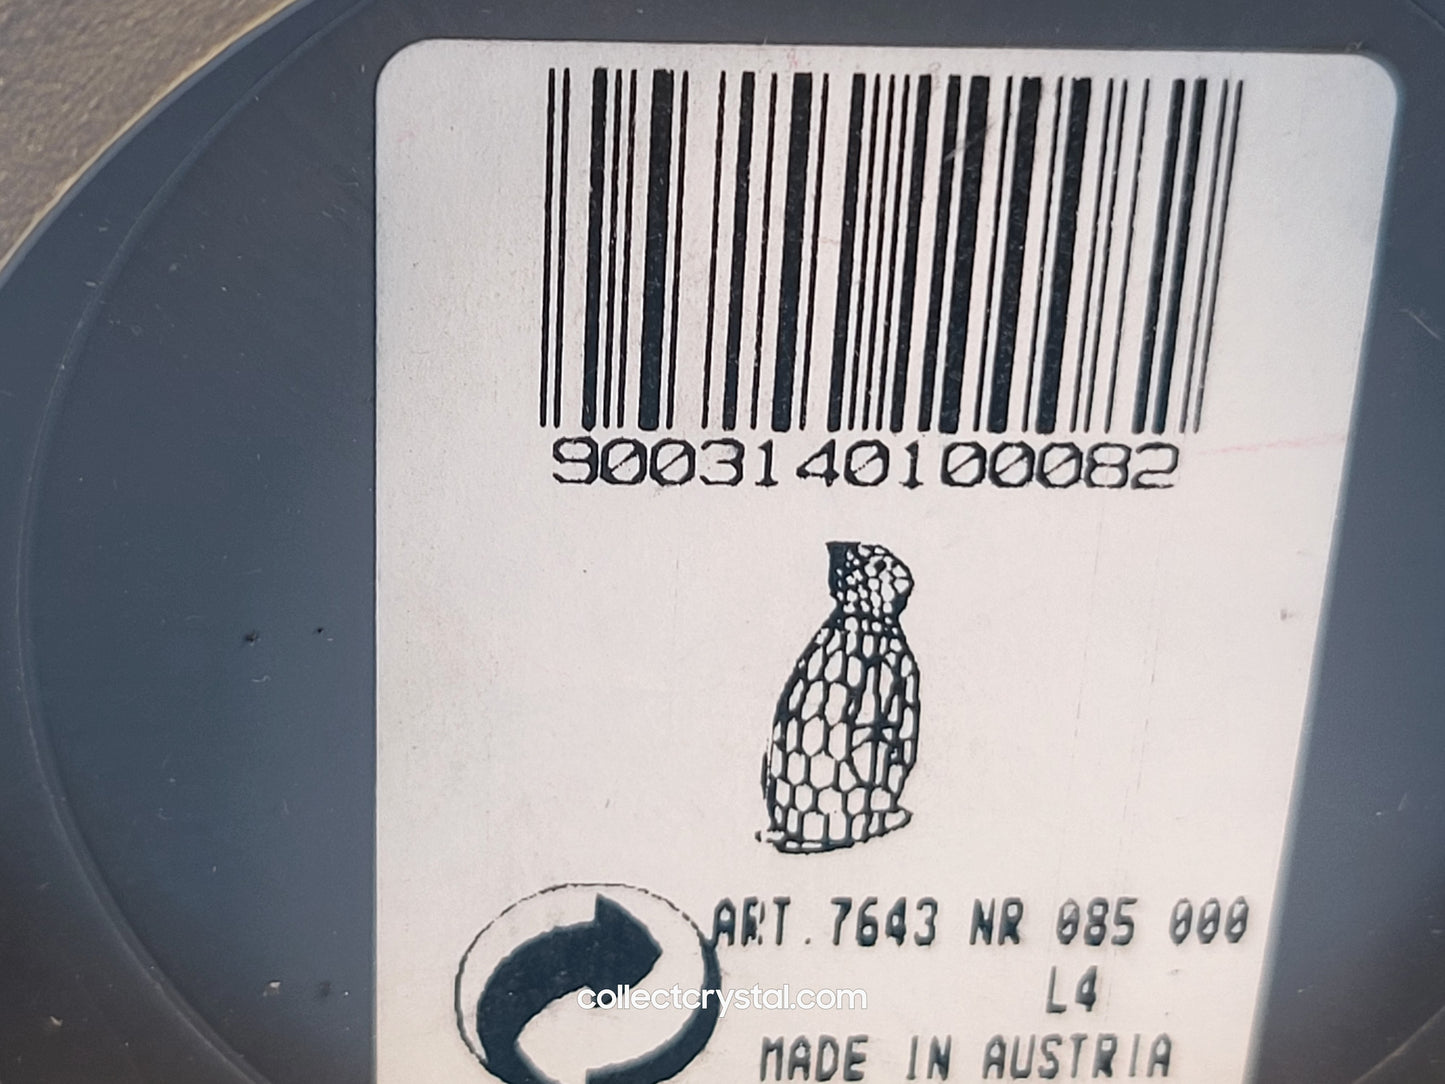 9003140100082
ART. 7643 NR 085 000
collectcrystal.com
L4
MADE IN AUSTRIA